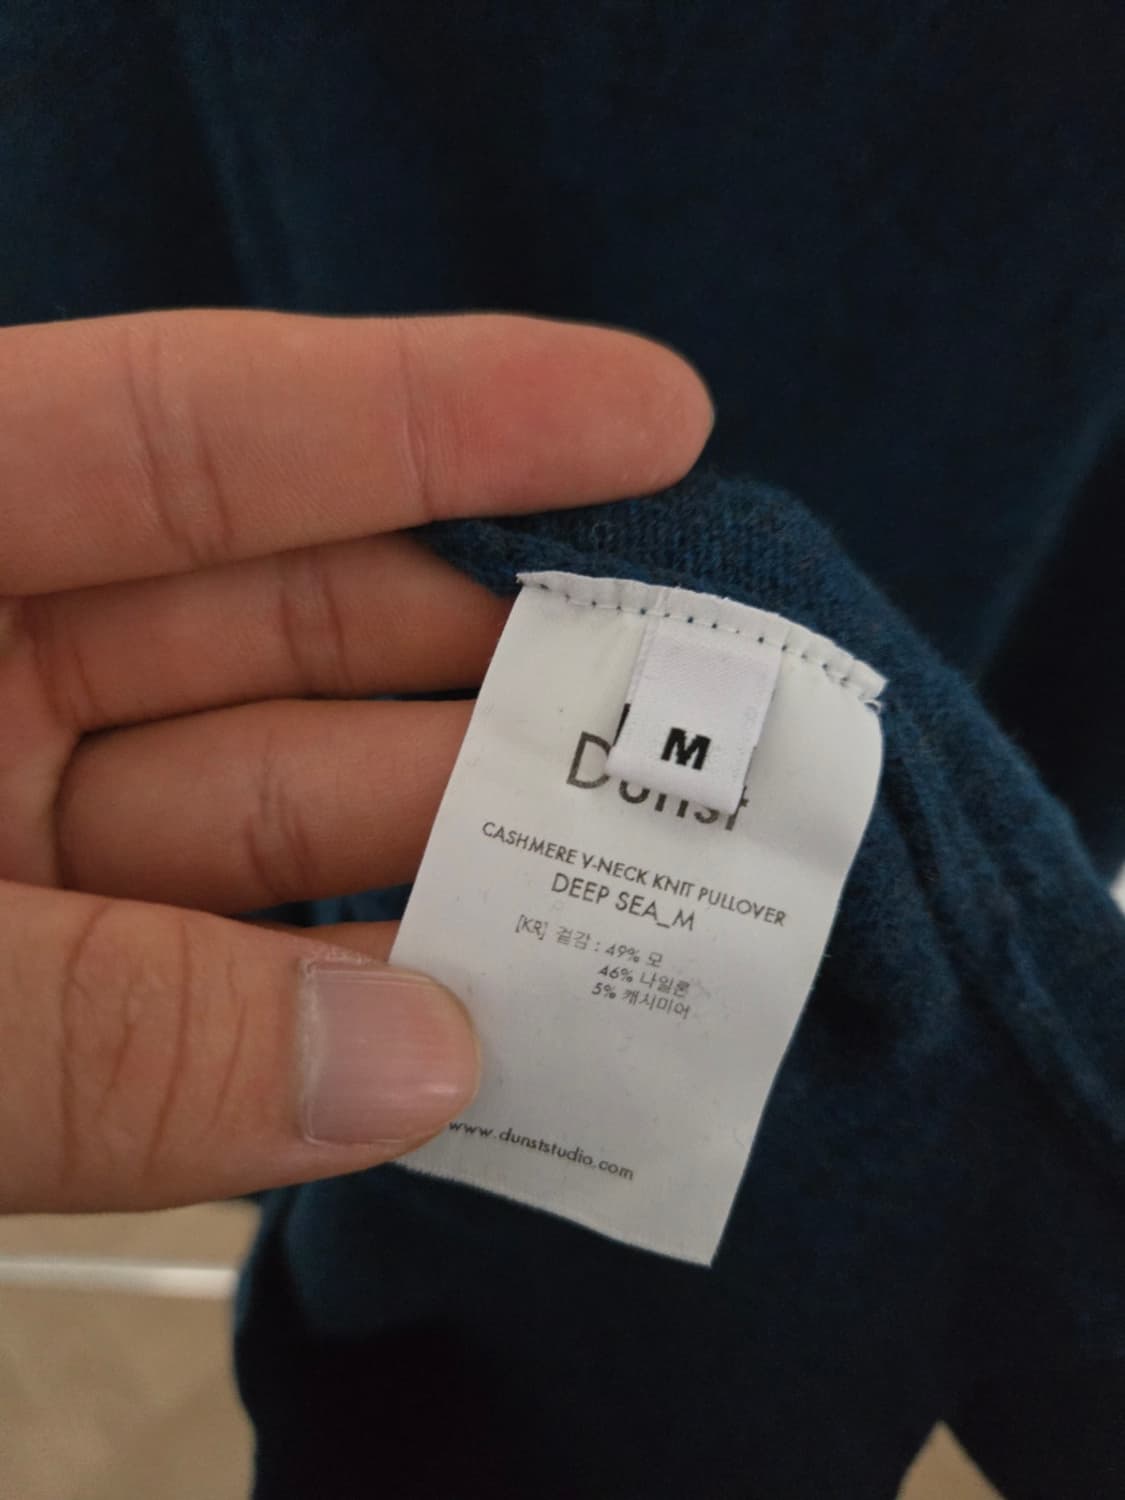 M
Dunst
CASHMERE V-NECK KNIT PULLOVER
DEEP SEA_M
[KR] 겉감 : 49% 모
46% 나일론
5% 캐시미어
www.dunststudio.com